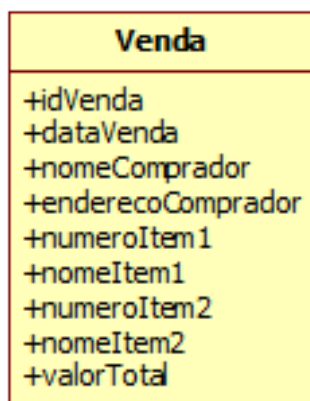 Venda
+idVenda
+dataVenda
+nomeComprador
+enderecoComprador
+numeroItem1
+nomeItem1
+numeroItem2
+nomeItem2
+valorTotal